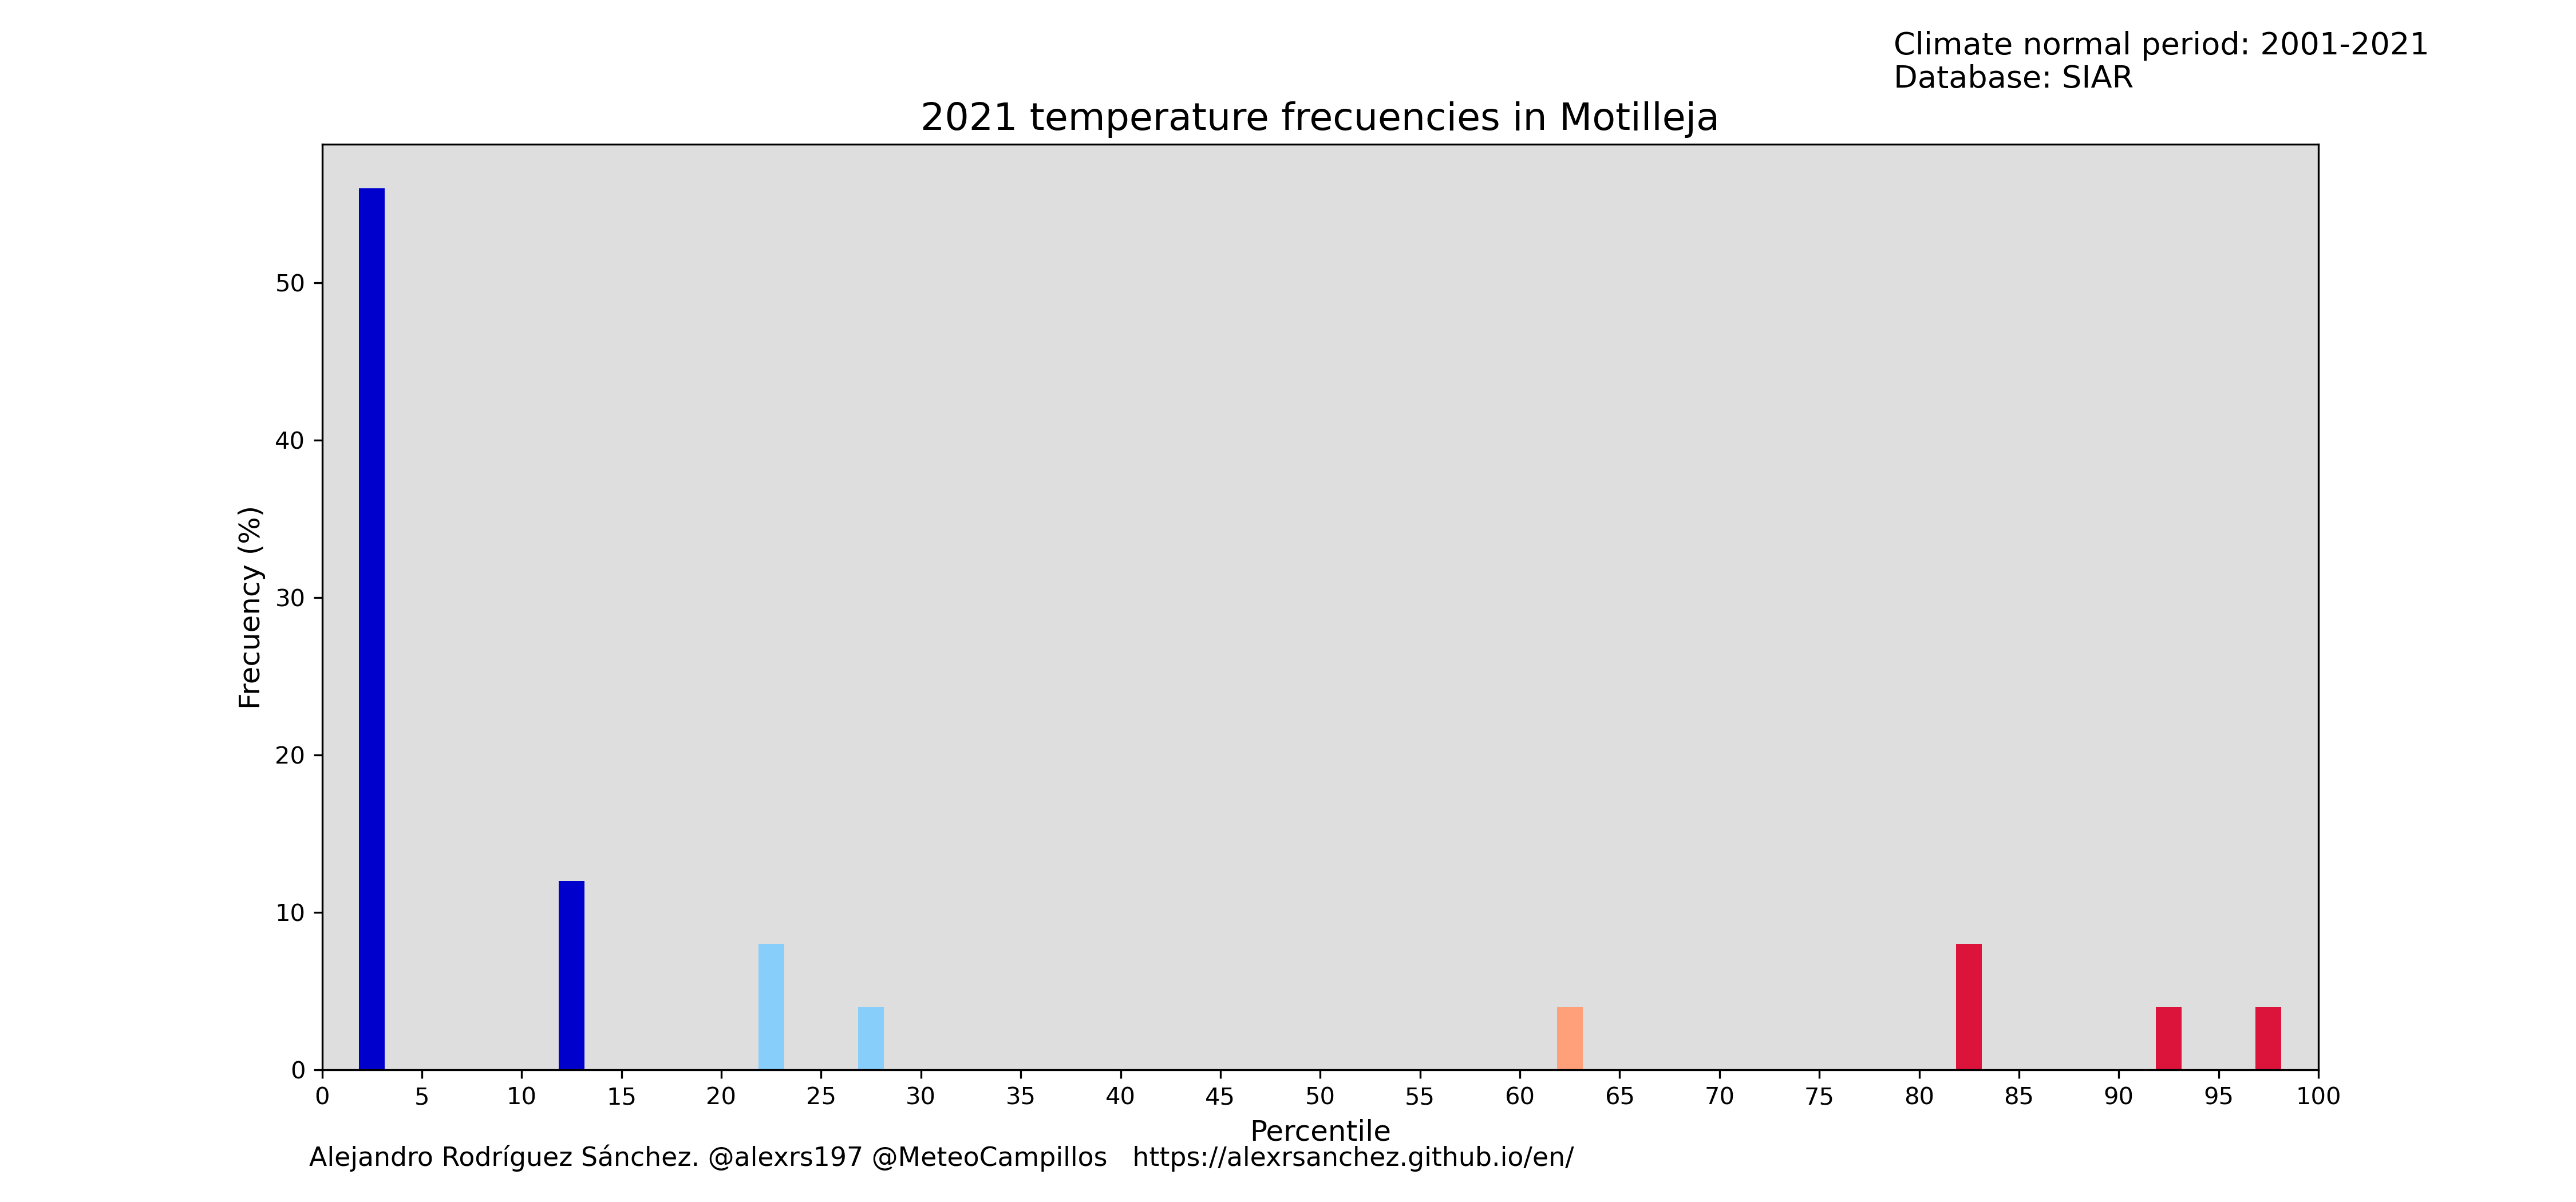 Climate normal period: 2001-2021
Database: SIAR
2021 temperature frecuencies in Motilleja
Frecuency (%)
50
40
30
20
10
0
0 5 10 15 20 25 30 35 40 45 50 55 60 65 70 75 80 85 90 95 100
Percentile
Alejandro Rodríguez Sánchez. @alexrs197 @MeteoCampillos https://alexrsanchez.github.io/en/